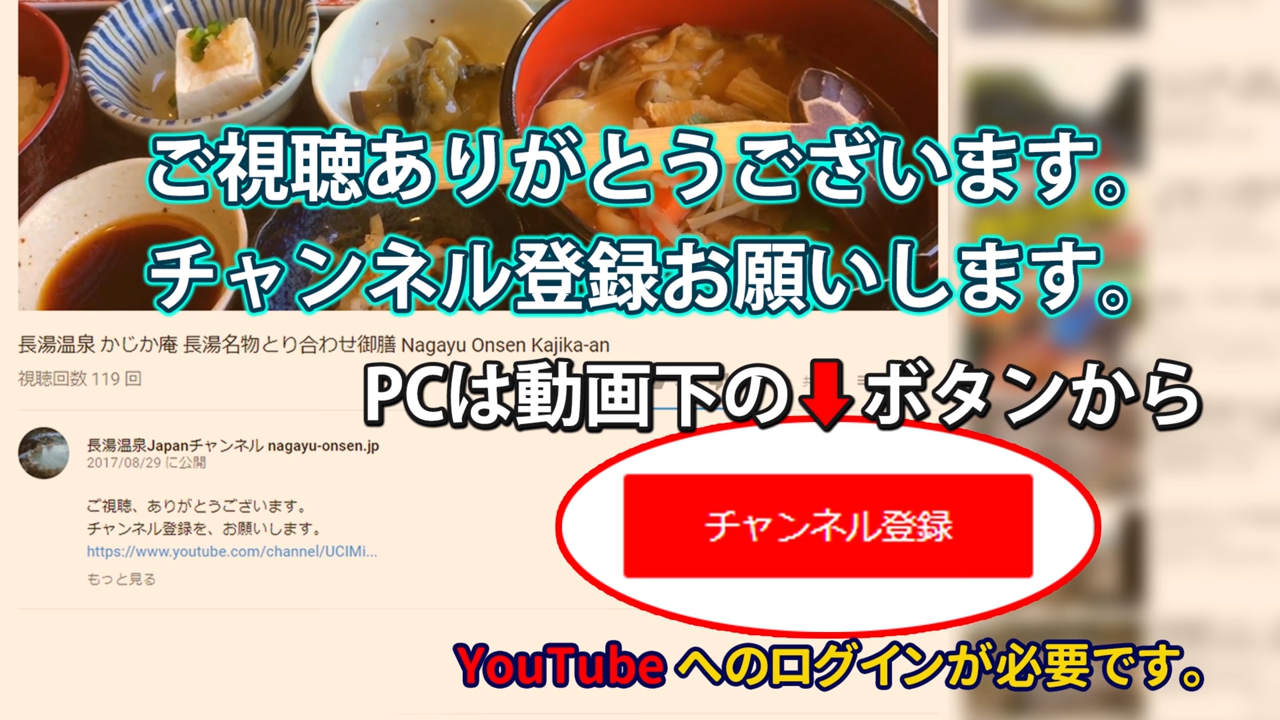 ご視聴ありがとうございます。
チャンネル登録お願いします。
長湯温泉 かじか庵 長湯名物とり合わせ御膳 Nagayu Onsen Kajika-an
視聴回数 119 回
PCは動画下の⬇ボタンから
長湯温泉Japanチャンネル nagayu-onsen.jp
2017/08/29 に公開
ご視聴、ありがとうございます。
チャンネル登録を、お願いします。
https://www.youtube.com/channel/UCIMi...
もっと見る
チャンネル登録
YouTube へのログインが必要です。